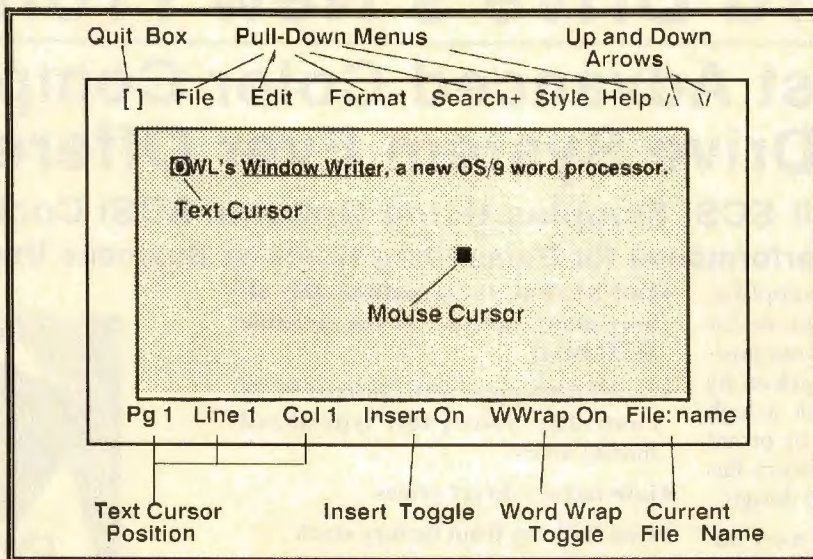 Quit Box Pull-Down Menus Up and Down
Arrows
[ ] File Edit Format Search+ Style Help /\ \/
OWL's Window Writer, a new OS/9 word processor.
Text Cursor
Mouse Cursor
Pg 1 Line 1 Col 1 Insert On WWrap On File: name
Text Cursor
Position
Insert Toggle
Word Wrap
Toggle
Current
File Name